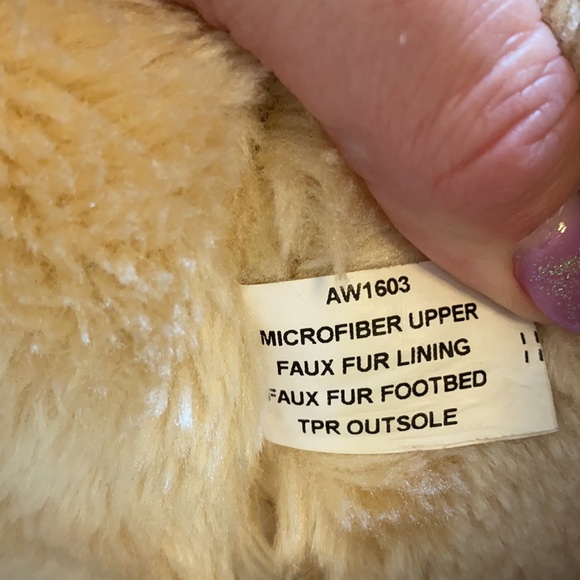 AW1603
MICROFIBER UPPER
FAUX FUR LINING
FAUX FUR FOOTBED
TPR OUTSOLE